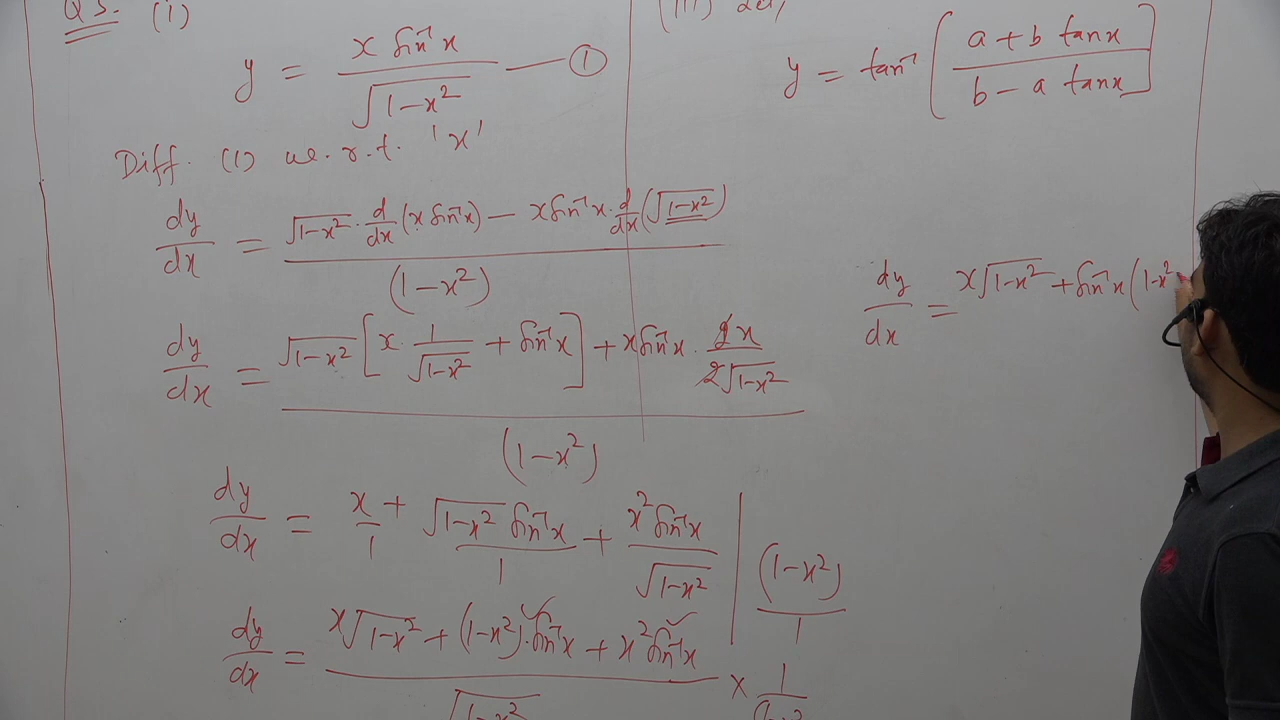 Q3. (i)
y = x sin⁻¹x / √(1-x²) — ①
Diff. (1) w.r.t. 'x'
dy/dx = [√(1-x²) · d/dx (x sin⁻¹x) - x sin⁻¹x · d/dx (√(1-x²))] / (1-x²)
dy/dx = [√(1-x²) [x · 1/√(1-x²) + sin⁻¹x] + x sin⁻¹x · 2x / 2√(1-x²)] / (1-x²)
dy/dx = x/1 + √(1-x²) sin⁻¹x / 1 + x² sin⁻¹x / √(1-x²) | (1-x²) / 1
dy/dx = [x√(1-x²) + (1-x²) · sin⁻¹x + x² sin⁻¹x] / √(1-x²) × 1 / (1-x²)
(iii) Let,
y = tan⁻¹ [(a + b tanx) / (b - a tanx)]
dy/dx = x√(1-x²) + sin⁻¹x (1-x²